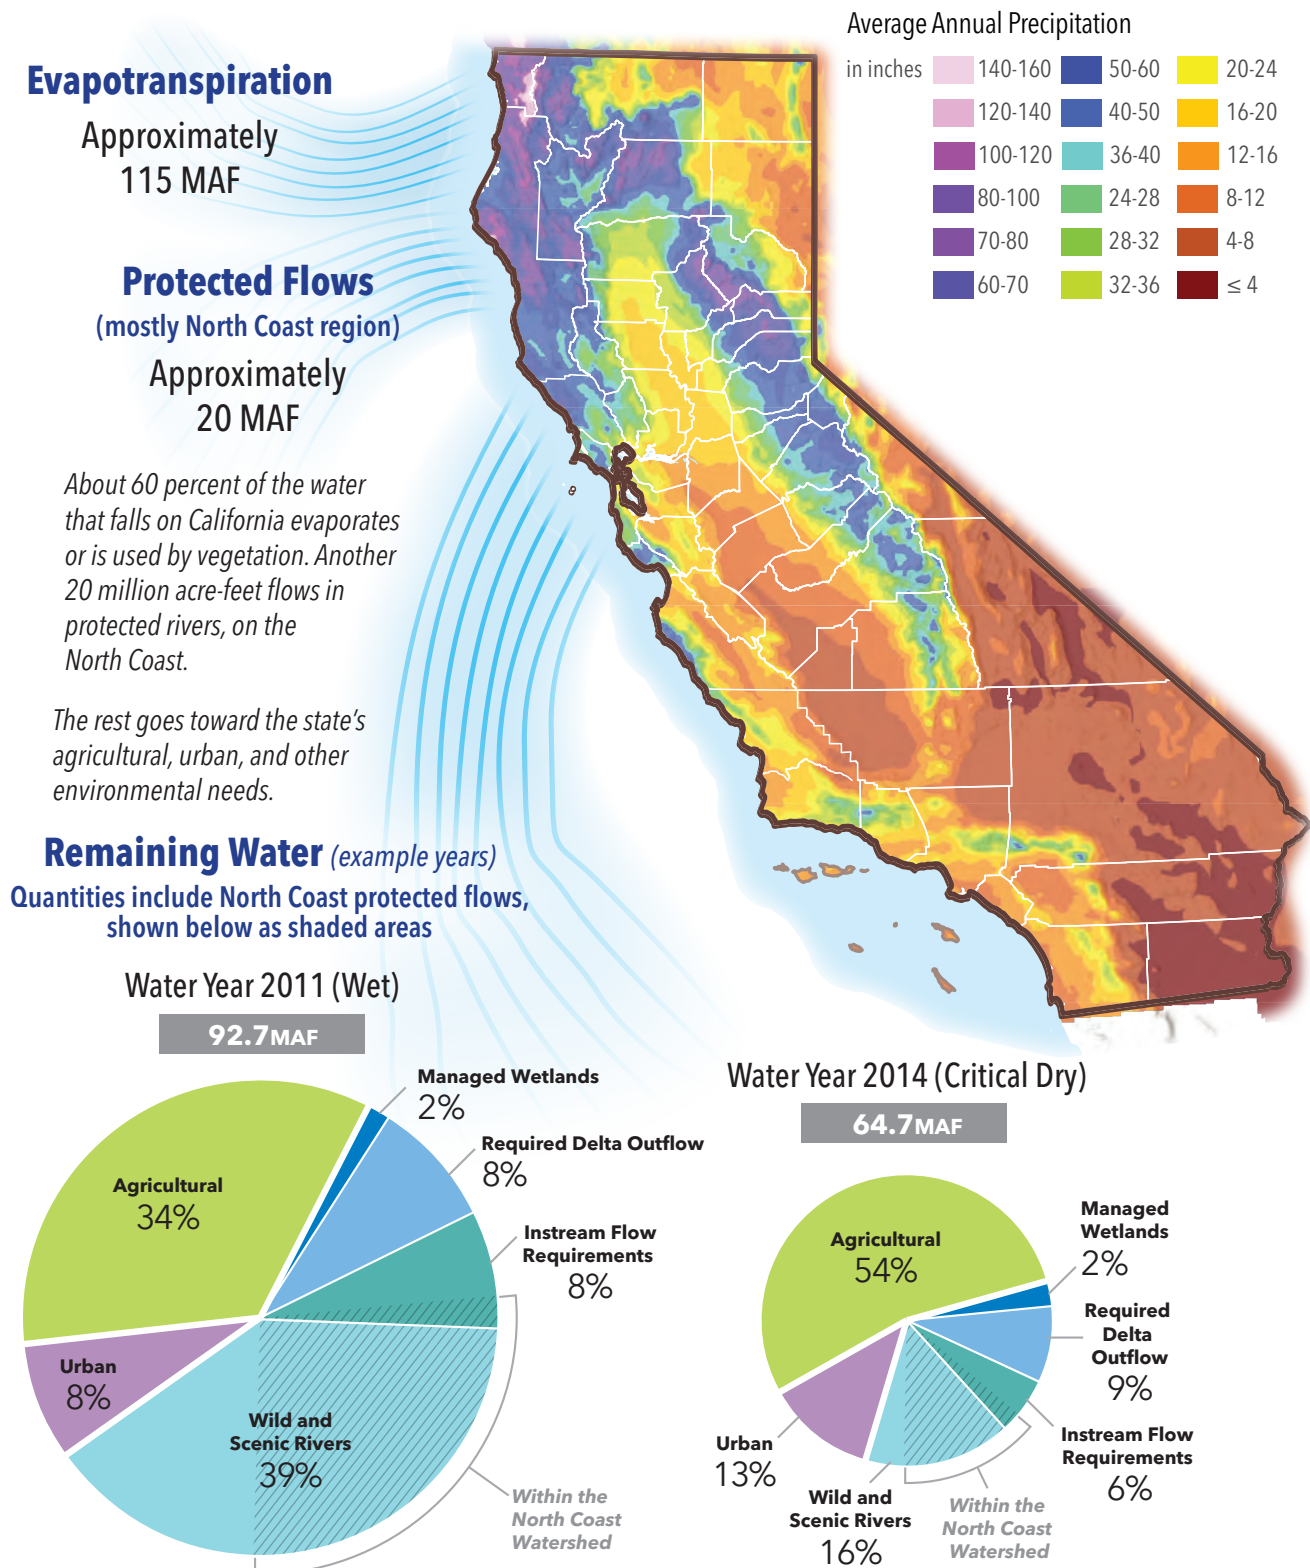 Average Annual Precipitation
in inches
140-160
120-140
100-120
80-100
70-80
60-70
50-60
40-50
36-40
24-28
28-32
32-36
20-24
16-20
12-16
8-12
4-8
≤ 4
Evapotranspiration
Approximately
115 MAF
Protected Flows
(mostly North Coast region)
Approximately
20 MAF
About 60 percent of the water
that falls on California evaporates
or is used by vegetation. Another
20 million acre-feet flows in
protected rivers, on the
North Coast.
The rest goes toward the state's
agricultural, urban, and other
environmental needs.
Remaining Water (example years)
Quantities include North Coast protected flows,
shown below as shaded areas
Water Year 2011 (Wet)
92.7MAF
Managed Wetlands
2%
Required Delta Outflow
8%
Instream Flow
Requirements
8%
Agricultural
34%
Urban
8%
Wild and
Scenic Rivers
39%
Within the
North Coast
Watershed
Water Year 2014 (Critical Dry)
64.7MAF
Agricultural
54%
Managed
Wetlands
2%
Required
Delta
Outflow
9%
Instream Flow
Requirements
6%
Urban
13%
Wild and
Scenic Rivers
16%
Within the
North Coast
Watershed